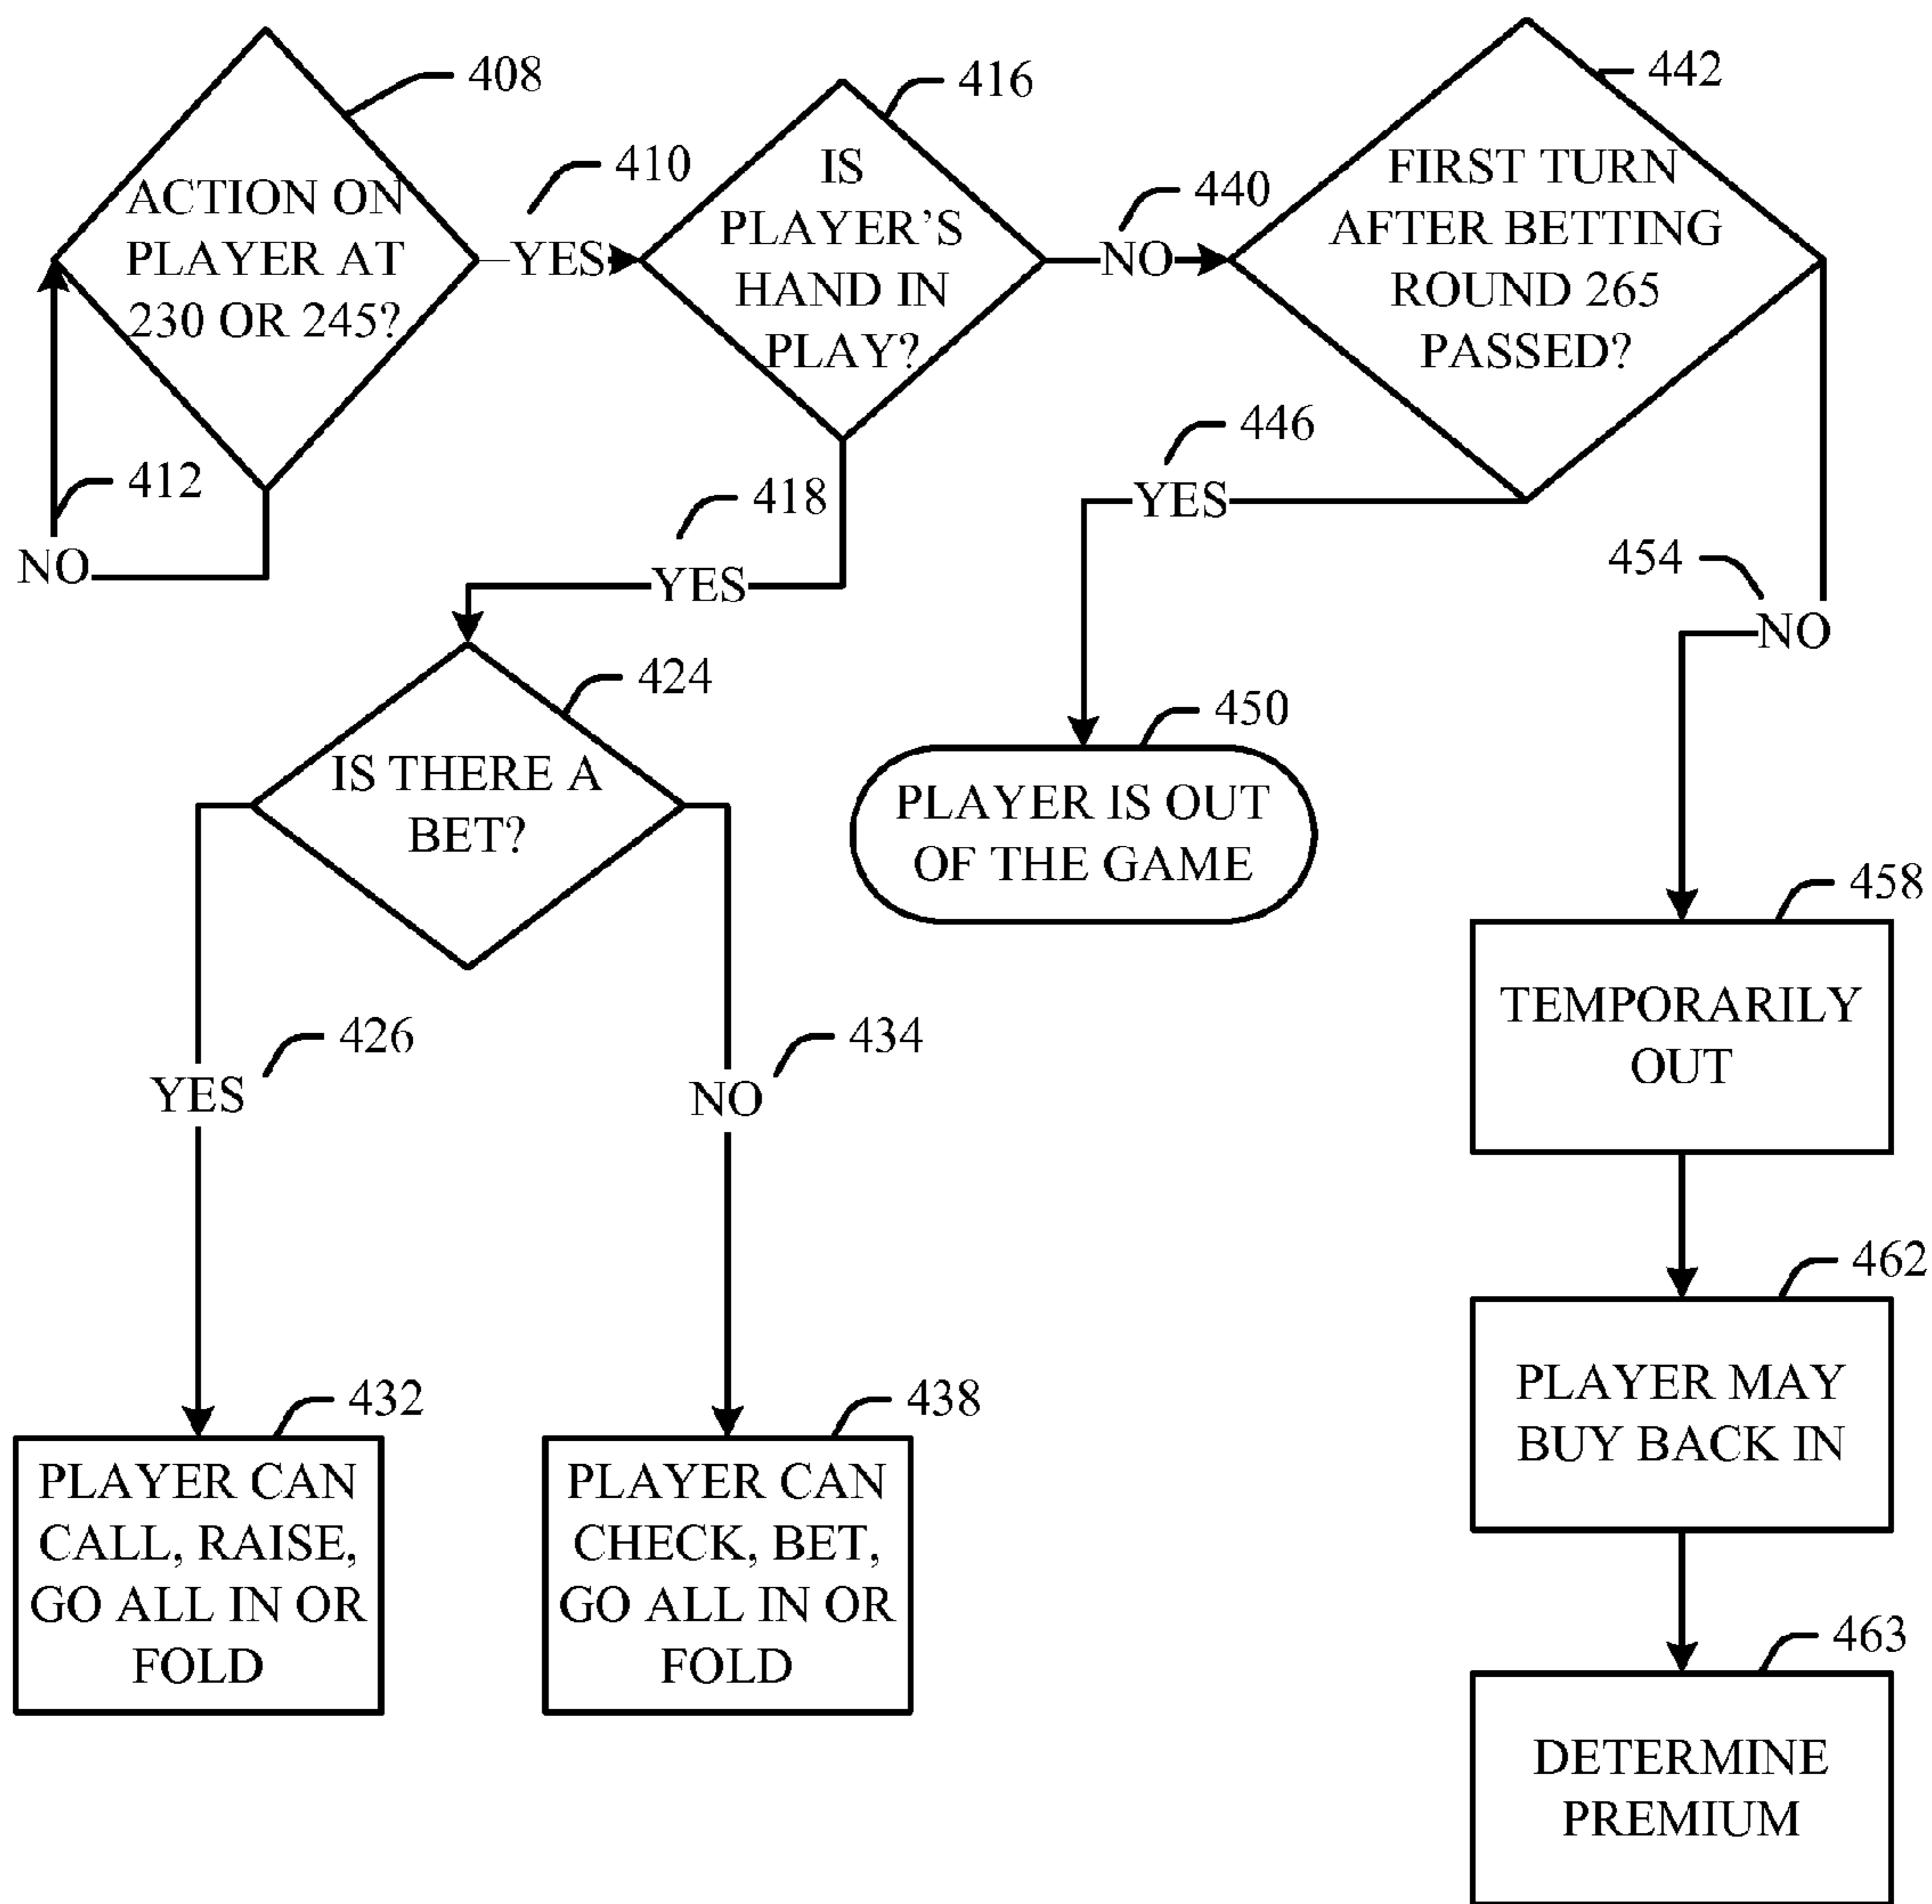 408
ACTION ON
PLAYER AT
230 OR 245?
410
YES
412
NO
416
IS
PLAYER’S
HAND IN
PLAY?
418
YES
440
NO
442
FIRST TURN
AFTER BETTING
ROUND 265
PASSED?
446
YES
454
NO
424
IS THERE A
BET?
450
PLAYER IS OUT
OF THE GAME
458
TEMPORARILY
OUT
426
YES
434
NO
462
PLAYER MAY
BUY BACK IN
432
PLAYER CAN
CALL, RAISE,
GO ALL IN OR
FOLD
438
PLAYER CAN
CHECK, BET,
GO ALL IN OR
FOLD
463
DETERMINE
PREMIUM